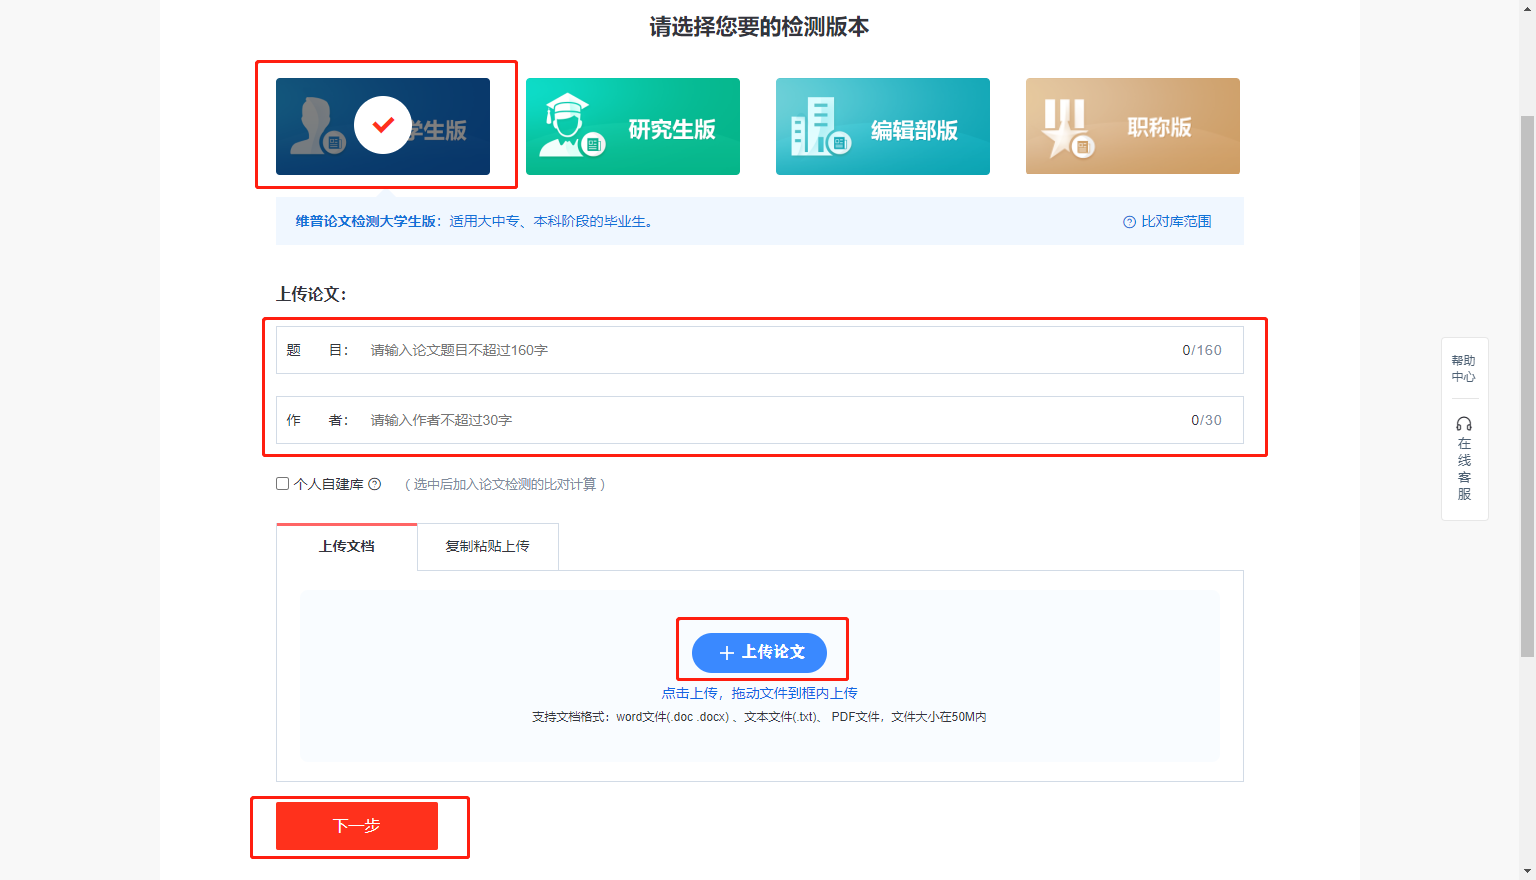 请选择您要的检测版本
学生版
研究生版
编辑部版
职称版
维普论文检测大学生版：适用大中专、本科阶段的毕业生。
比对库范围
上传论文：
题 目： 请输入论文题目不超过160字 0/160
作 者： 请输入作者不超过30字 0/30
个人自建库 （选中后加入论文检测的比对计算）
上传文档
复制粘贴上传
上传论文
点击上传，拖动文件到框内上传
支持文档格式：word文件(.doc .docx) 、文本文件(.txt)、 PDF文件，文件大小在50M内
下一步
帮助
中心
在
线
客
服